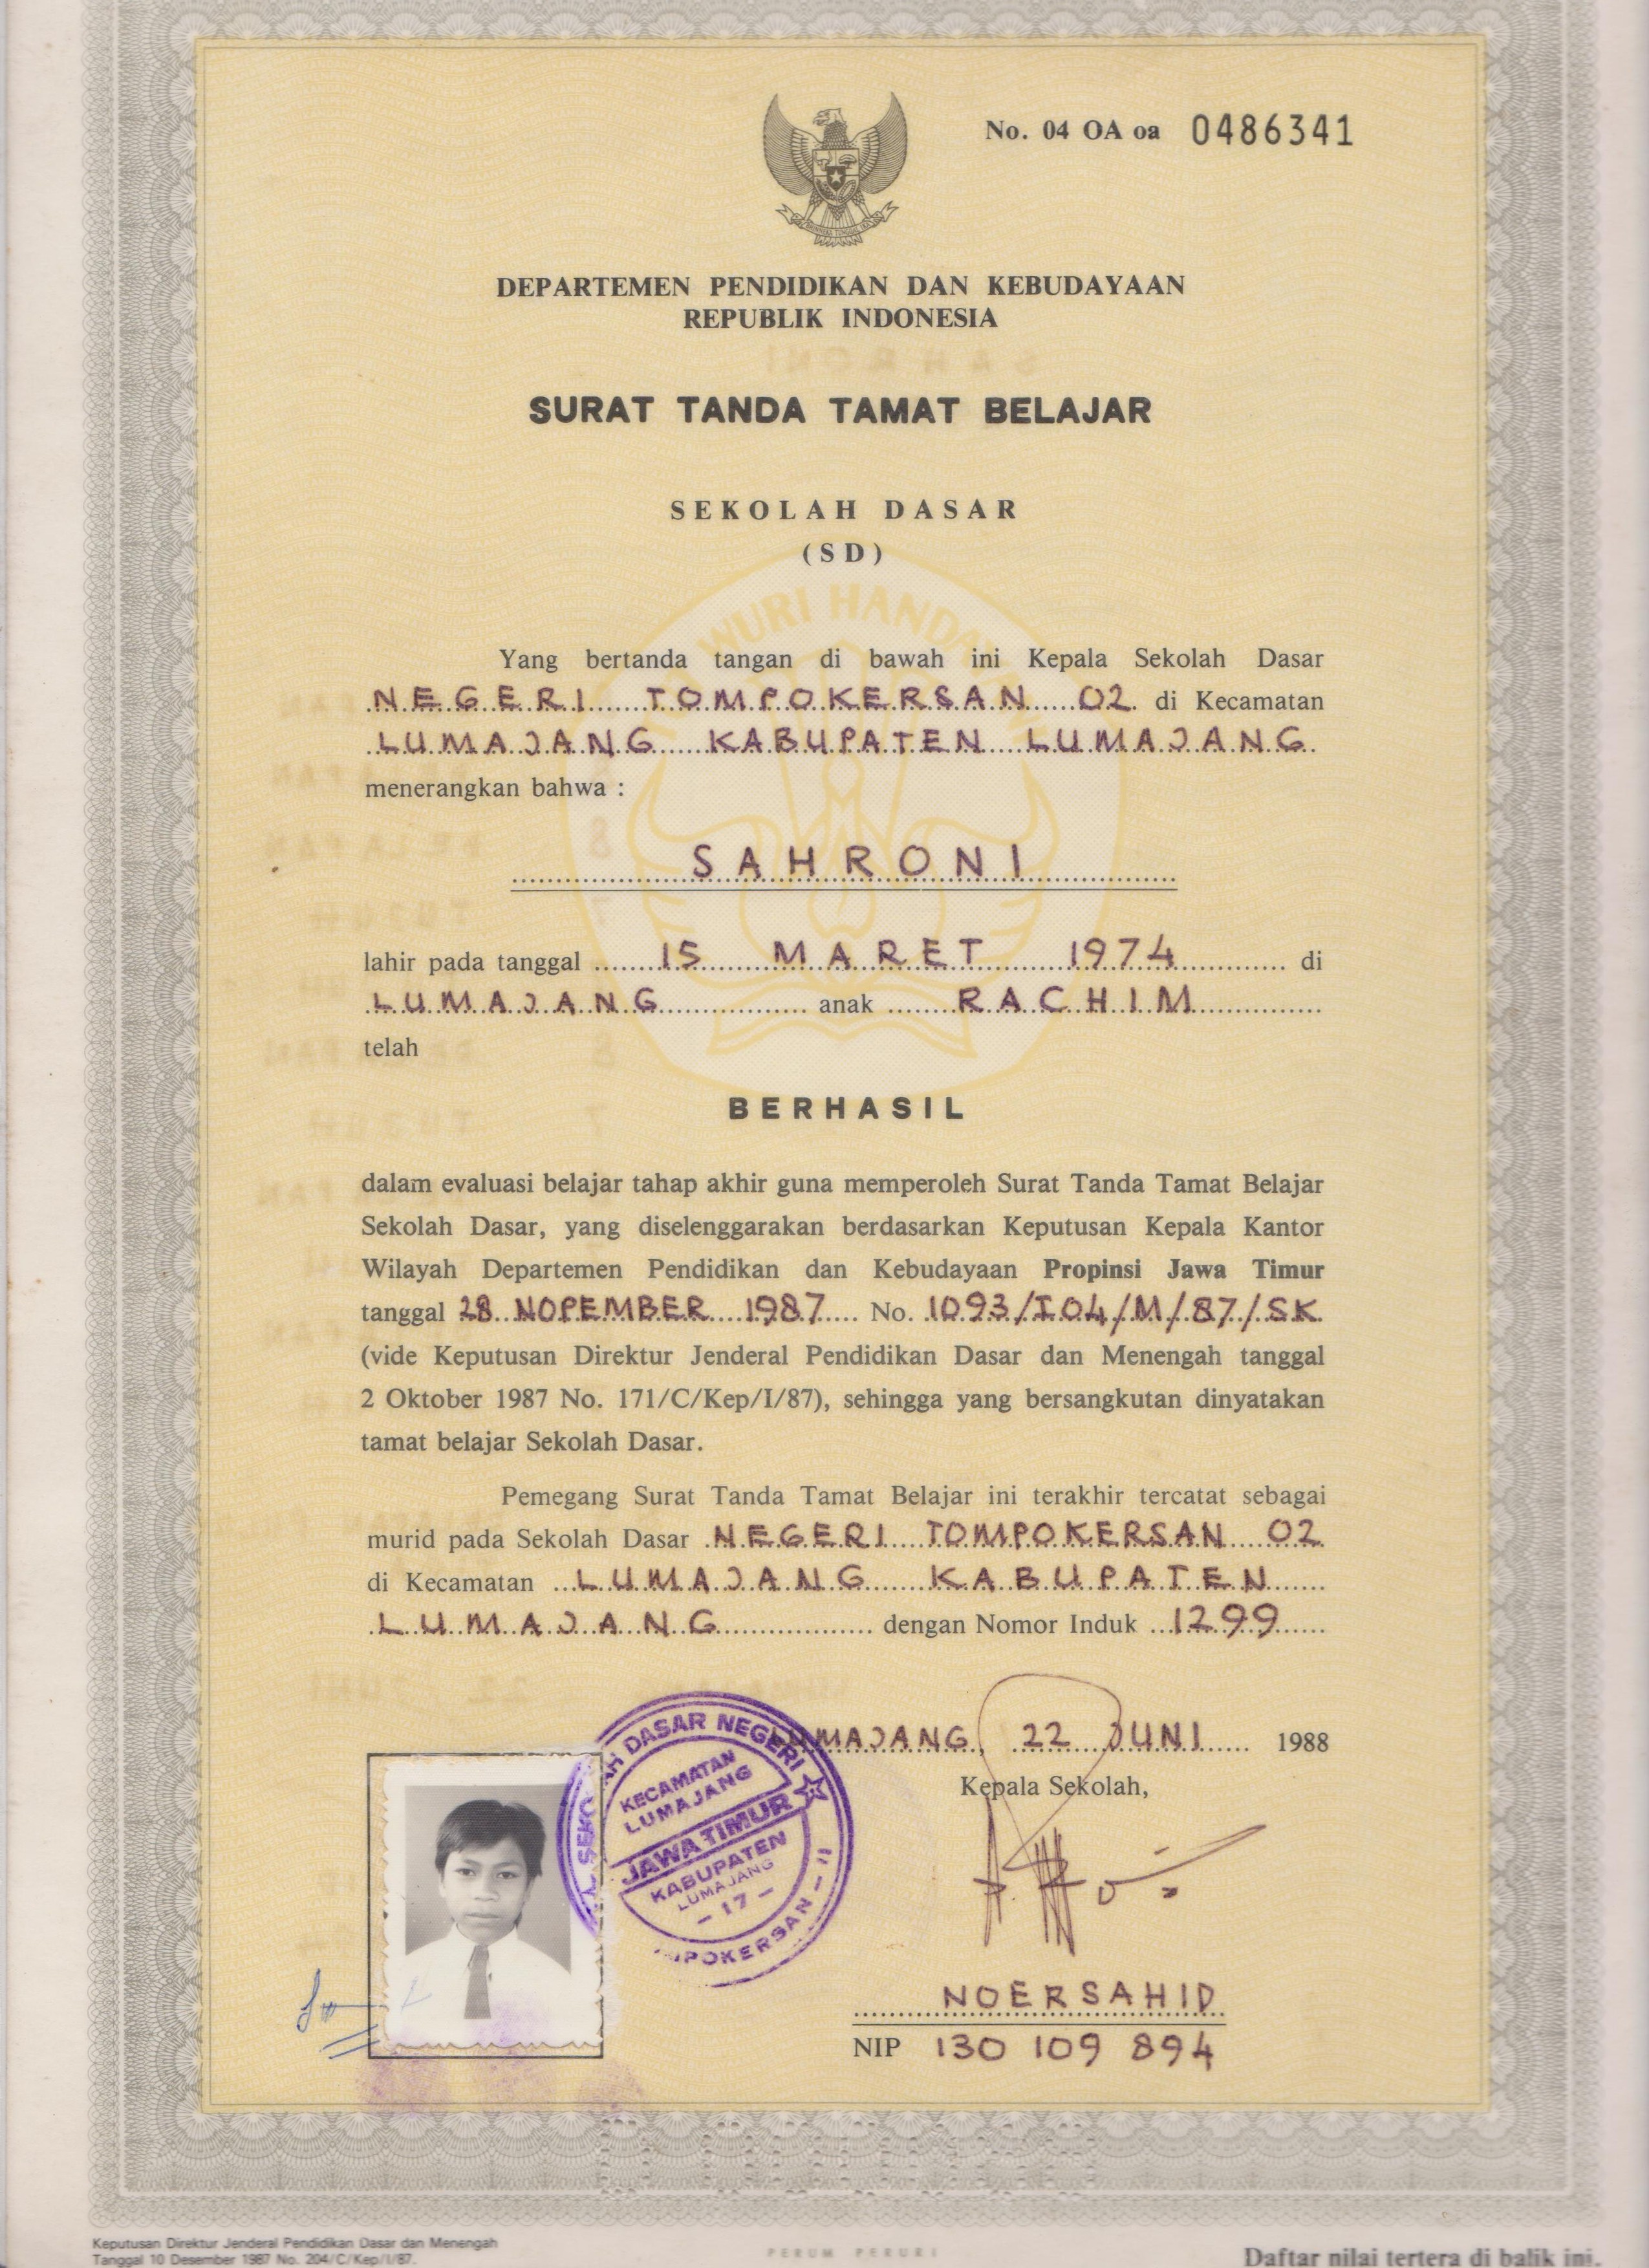 No. 04 OA oa 0486341
DEPARTEMEN PENDIDIKAN DAN KEBUDAYAAN
REPUBLIK INDONESIA
SURAT TANDA TAMAT BELAJAR
SEKOLAH DASAR
(SD)
Yang bertanda tangan di bawah ini Kepala Sekolah Dasar
NEGERI TOMPOKERSAN 02 di Kecamatan
LUMAJANG KABUPATEN LUMAJANG
menerangkan bahwa :
SAHRONI
lahir pada tanggal 15 MARET 1974 di
LUMAJANG anak RACHIM
telah
BERHASIL
dalam evaluasi belajar tahap akhir guna memperoleh Surat Tanda Tamat Belajar
Sekolah Dasar, yang diselenggarakan berdasarkan Keputusan Kepala Kantor
Wilayah Departemen Pendidikan dan Kebudayaan Propinsi Jawa Timur
tanggal 28 NOPEMBER 1987 No. 1093/I04/M/87/SK
(vide Keputusan Direktur Jenderal Pendidikan Dasar dan Menengah tanggal
2 Oktober 1987 No. 171/C/Kep/I/87), sehingga yang bersangkutan dinyatakan
tamat belajar Sekolah Dasar.
Pemegang Surat Tanda Tamat Belajar ini terakhir tercatat sebagai
murid pada Sekolah Dasar NEGERI TOMPOKERSAN 02
di Kecamatan LUMAJANG KABUPATEN
LUMAJANG dengan Nomor Induk 1299
LUMAJANG, 22 JUNI 1988
Kepala Sekolah,
DASAR NEGERI
KECAMATAN
LUMAJANG
JAWA TIMUR
KABUPATEN
LUMAJANG
- 17 -
NOERSAHID
NIP 130 109 894
Keputusan Direktur Jenderal Pendidikan Dasar dan Menengah
Tanggal 10 Desember 1987 No. 204/C/Kep/I/87.
PERUM PERURI
Daftar nilai tertera di balik ini.